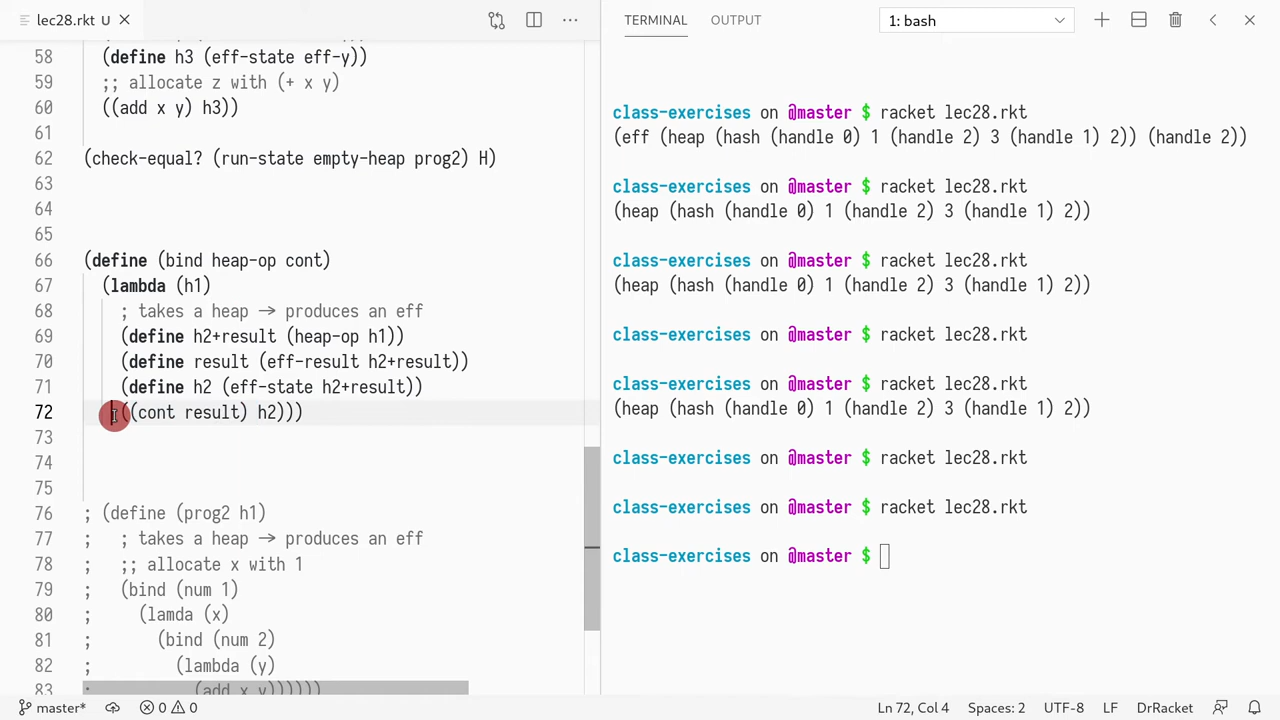 lec28.rkt U
58 (define h3 (eff-state eff-y))
59 ;; allocate z with (+ x y)
60 ((add x y) h3))
61
62 (check-equal? (run-state empty-heap prog2) H)
63
64
65
66 (define (bind heap-op cont)
67 (lambda (h1)
68 ; takes a heap → produces an eff
69 (define h2+result (heap-op h1))
70 (define result (eff-result h2+result))
71 (define h2 (eff-state h2+result))
72 ((cont result) h2)))
73
74
75
76 ; (define (prog2 h1)
77 ; ; takes a heap → produces an eff
78 ; ;; allocate x with 1
79 ; (bind (num 1)
80 ; (lamda (x)
81 ; (bind (num 2)
82 ; (lambda (y)
83 ; (add x y))))))
TERMINAL OUTPUT 1: bash
class-exercises on @master $ racket lec28.rkt
(eff (heap (hash (handle 0) 1 (handle 2) 3 (handle 1) 2)) (handle 2))
class-exercises on @master $ racket lec28.rkt
(heap (hash (handle 0) 1 (handle 2) 3 (handle 1) 2))
class-exercises on @master $ racket lec28.rkt
(heap (hash (handle 0) 1 (handle 2) 3 (handle 1) 2))
class-exercises on @master $ racket lec28.rkt
class-exercises on @master $ racket lec28.rkt
(heap (hash (handle 0) 1 (handle 2) 3 (handle 1) 2))
class-exercises on @master $ racket lec28.rkt
class-exercises on @master $ racket lec28.rkt
class-exercises on @master $
master* 0 0 Ln 72, Col 4 Spaces: 2 UTF-8 LF DrRacket